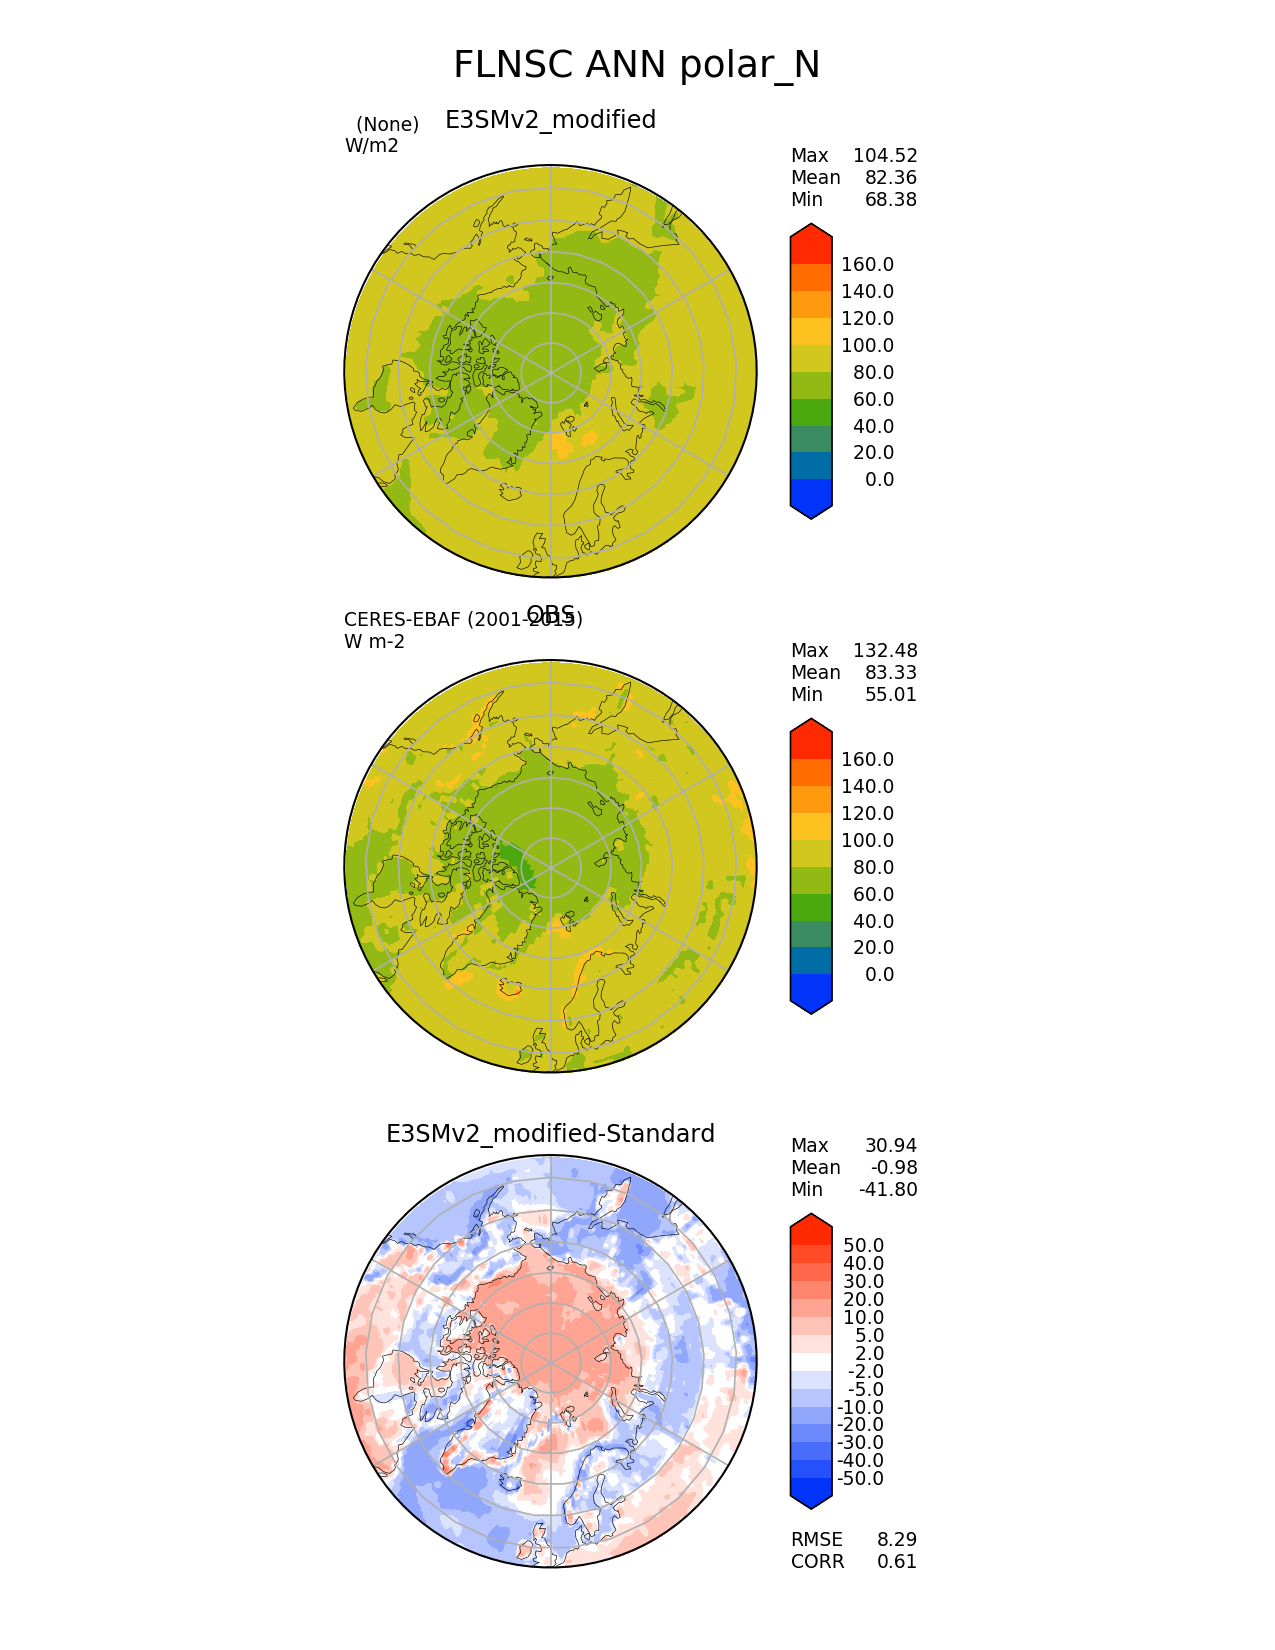 FLNSC ANN polar_N
E3SMv2_modified
(None)
W/m2
Max 104.52
Mean 82.36
Min 68.38
160.0
140.0
120.0
100.0
80.0
60.0
40.0
20.0
0.0
OBS
CERES-EBAF (2001-2015)
W m-2
Max 132.48
Mean 83.33
Min 55.01
160.0
140.0
120.0
100.0
80.0
60.0
40.0
20.0
0.0
E3SMv2_modified-Standard
Max 30.94
Mean -0.98
Min -41.80
50.0
40.0
30.0
20.0
10.0
5.0
2.0
-2.0
-5.0
-10.0
-20.0
-30.0
-40.0
-50.0
RMSE 8.29
CORR 0.61